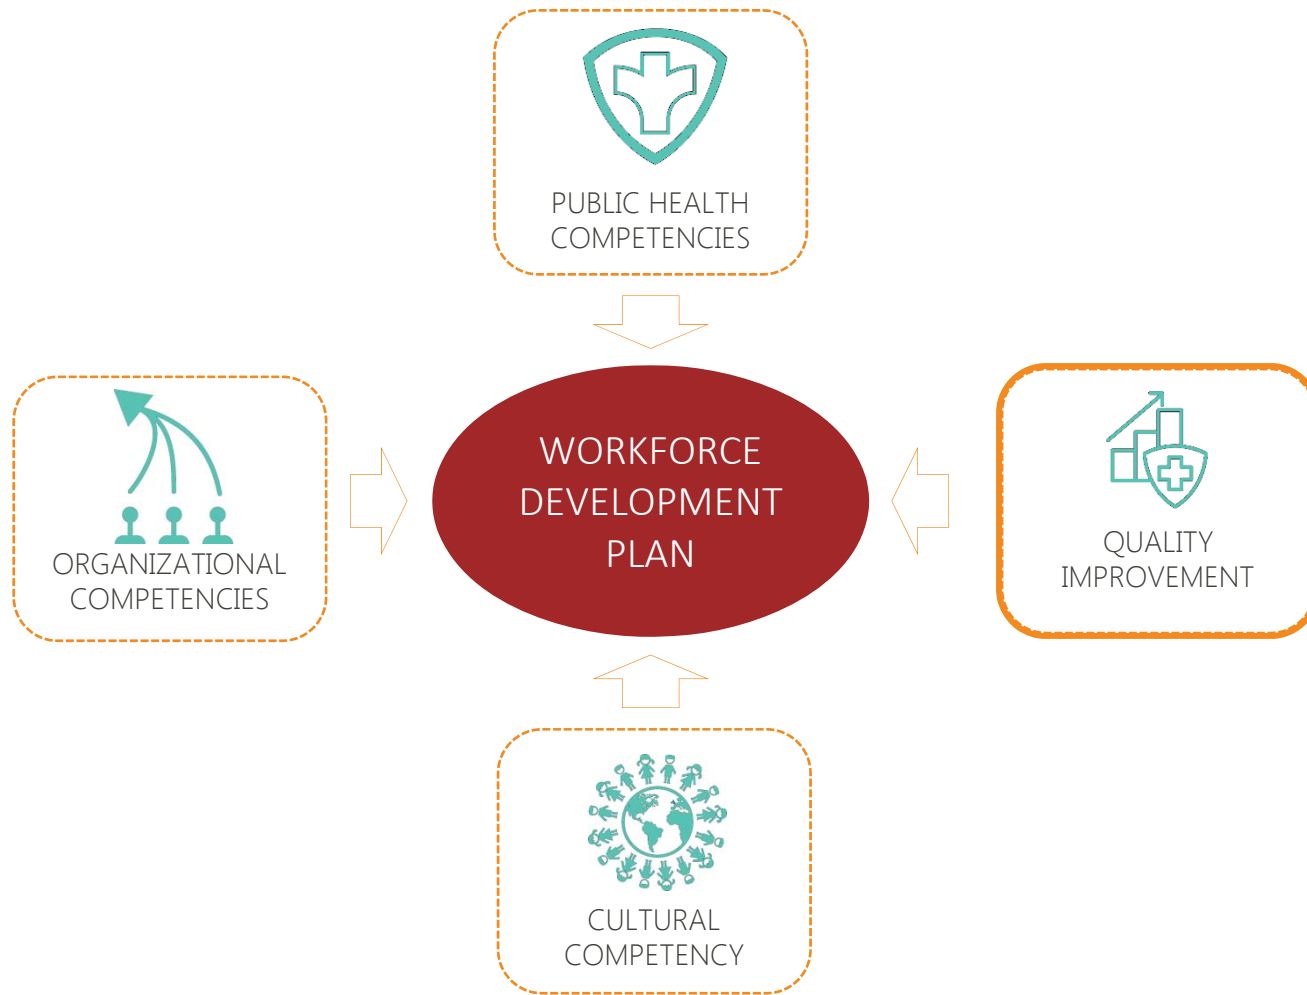 PUBLIC HEALTH
COMPETENCIES
ORGANIZATIONAL
COMPETENCIES
WORKFORCE
DEVELOPMENT
PLAN
QUALITY
IMPROVEMENT
CULTURAL
COMPETENCY